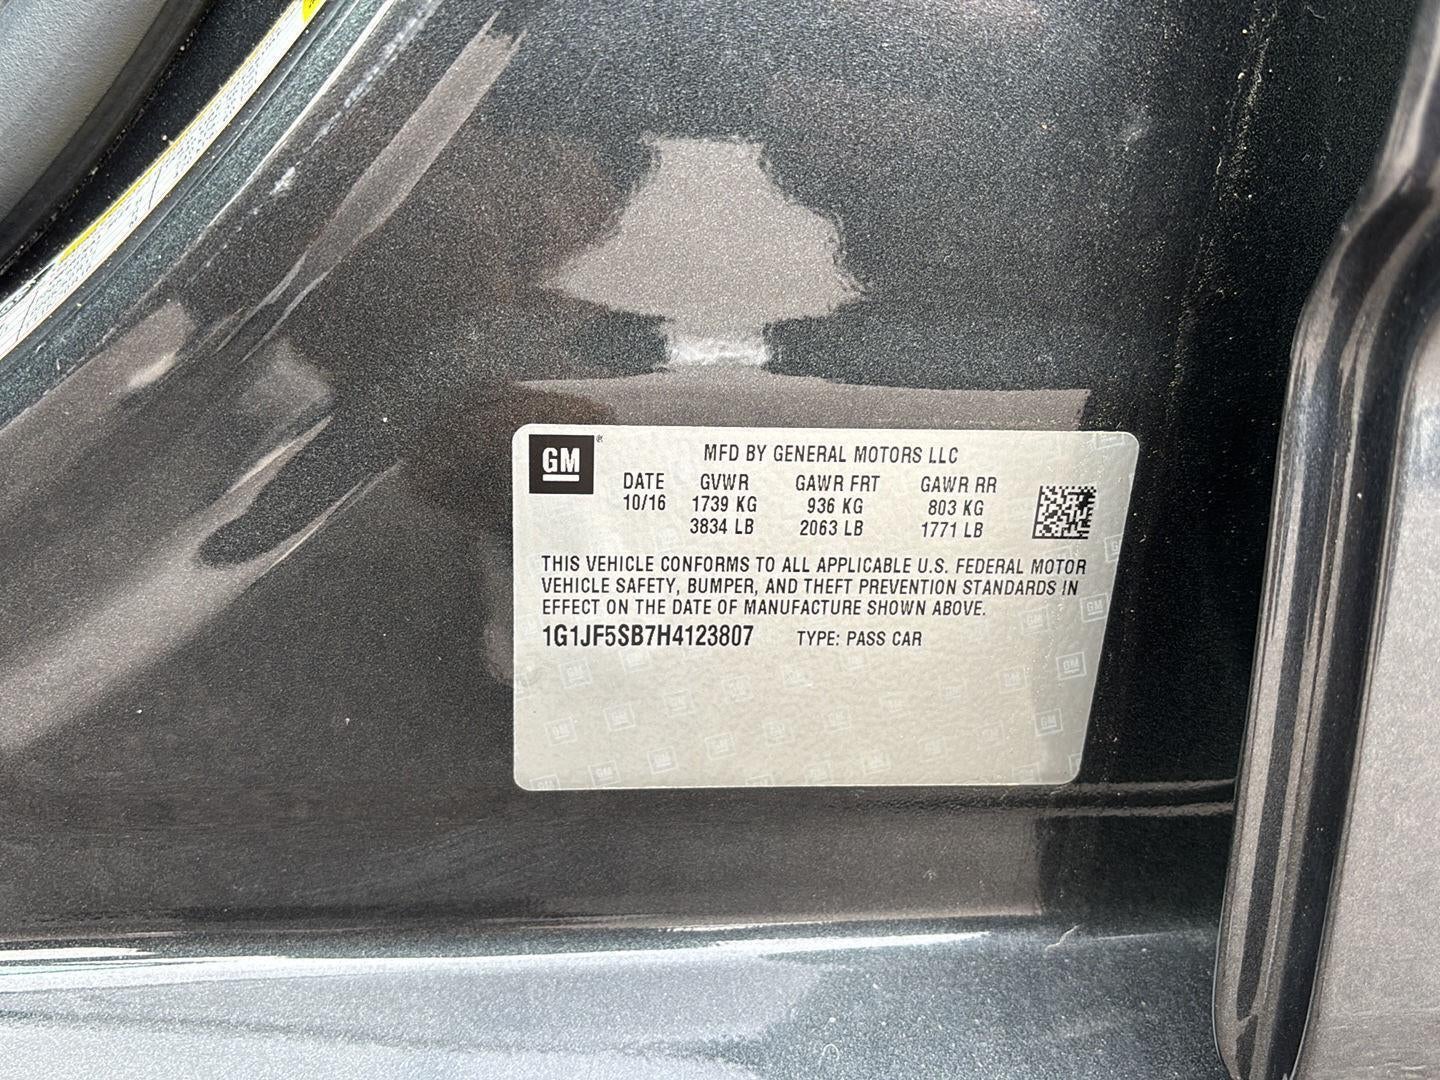 GM
MFD BY GENERAL MOTORS LLC
DATE GVWR GAWR FRT GAWR RR
10/16 1739 KG 936 KG 803 KG
3834 LB 2063 LB 1771 LB
THIS VEHICLE CONFORMS TO ALL APPLICABLE U.S. FEDERAL MOTOR
VEHICLE SAFETY, BUMPER, AND THEFT PREVENTION STANDARDS IN
EFFECT ON THE DATE OF MANUFACTURE SHOWN ABOVE.
1G1JF5SB7H4123807 TYPE: PASS CAR